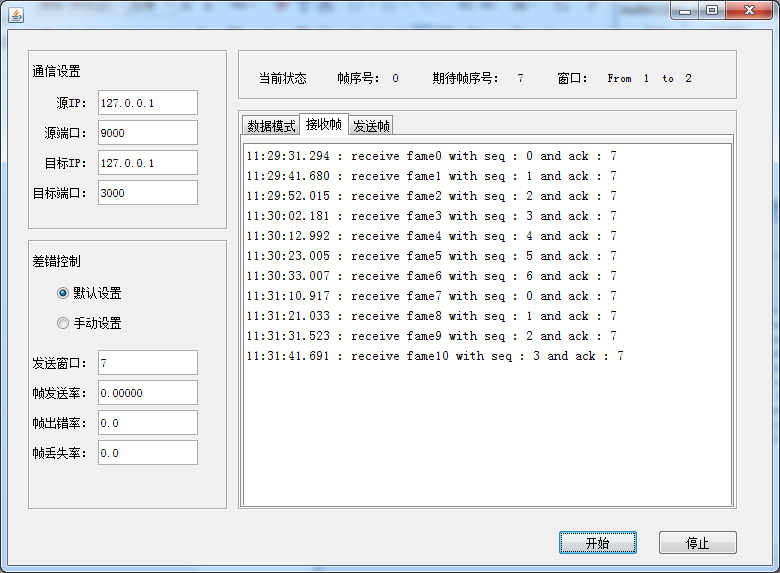 通信设置
源IP: 127.0.0.1
源端口: 9000
目标IP: 127.0.0.1
目标端口: 3000
差错控制
默认设置
手动设置
发送窗口: 7
帧发送率: 0.00000
帧出错率: 0.0
帧丢失率: 0.0
当前状态 帧序号: 0 期待帧序号: 7 窗口: From 1 to 2
数据模式 接收帧 发送帧
11:29:31.294 : receive fame0 with seq : 0 and ack : 7
11:29:41.680 : receive fame1 with seq : 1 and ack : 7
11:29:52.015 : receive fame2 with seq : 2 and ack : 7
11:30:02.181 : receive fame3 with seq : 3 and ack : 7
11:30:12.992 : receive fame4 with seq : 4 and ack : 7
11:30:23.005 : receive fame5 with seq : 5 and ack : 7
11:30:33.007 : receive fame6 with seq : 6 and ack : 7
11:31:10.917 : receive fame7 with seq : 0 and ack : 7
11:31:21.033 : receive fame8 with seq : 1 and ack : 7
11:31:31.523 : receive fame9 with seq : 2 and ack : 7
11:31:41.691 : receive fame10 with seq : 3 and ack : 7
开始 停止